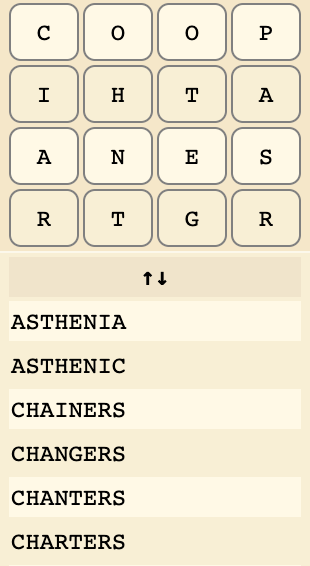 C O O P
I H T A
A N E S
R T G R
↑↓
ASTHENIA
ASTHENIC
CHAINERS
CHANGERS
CHANTERS
CHARTERS